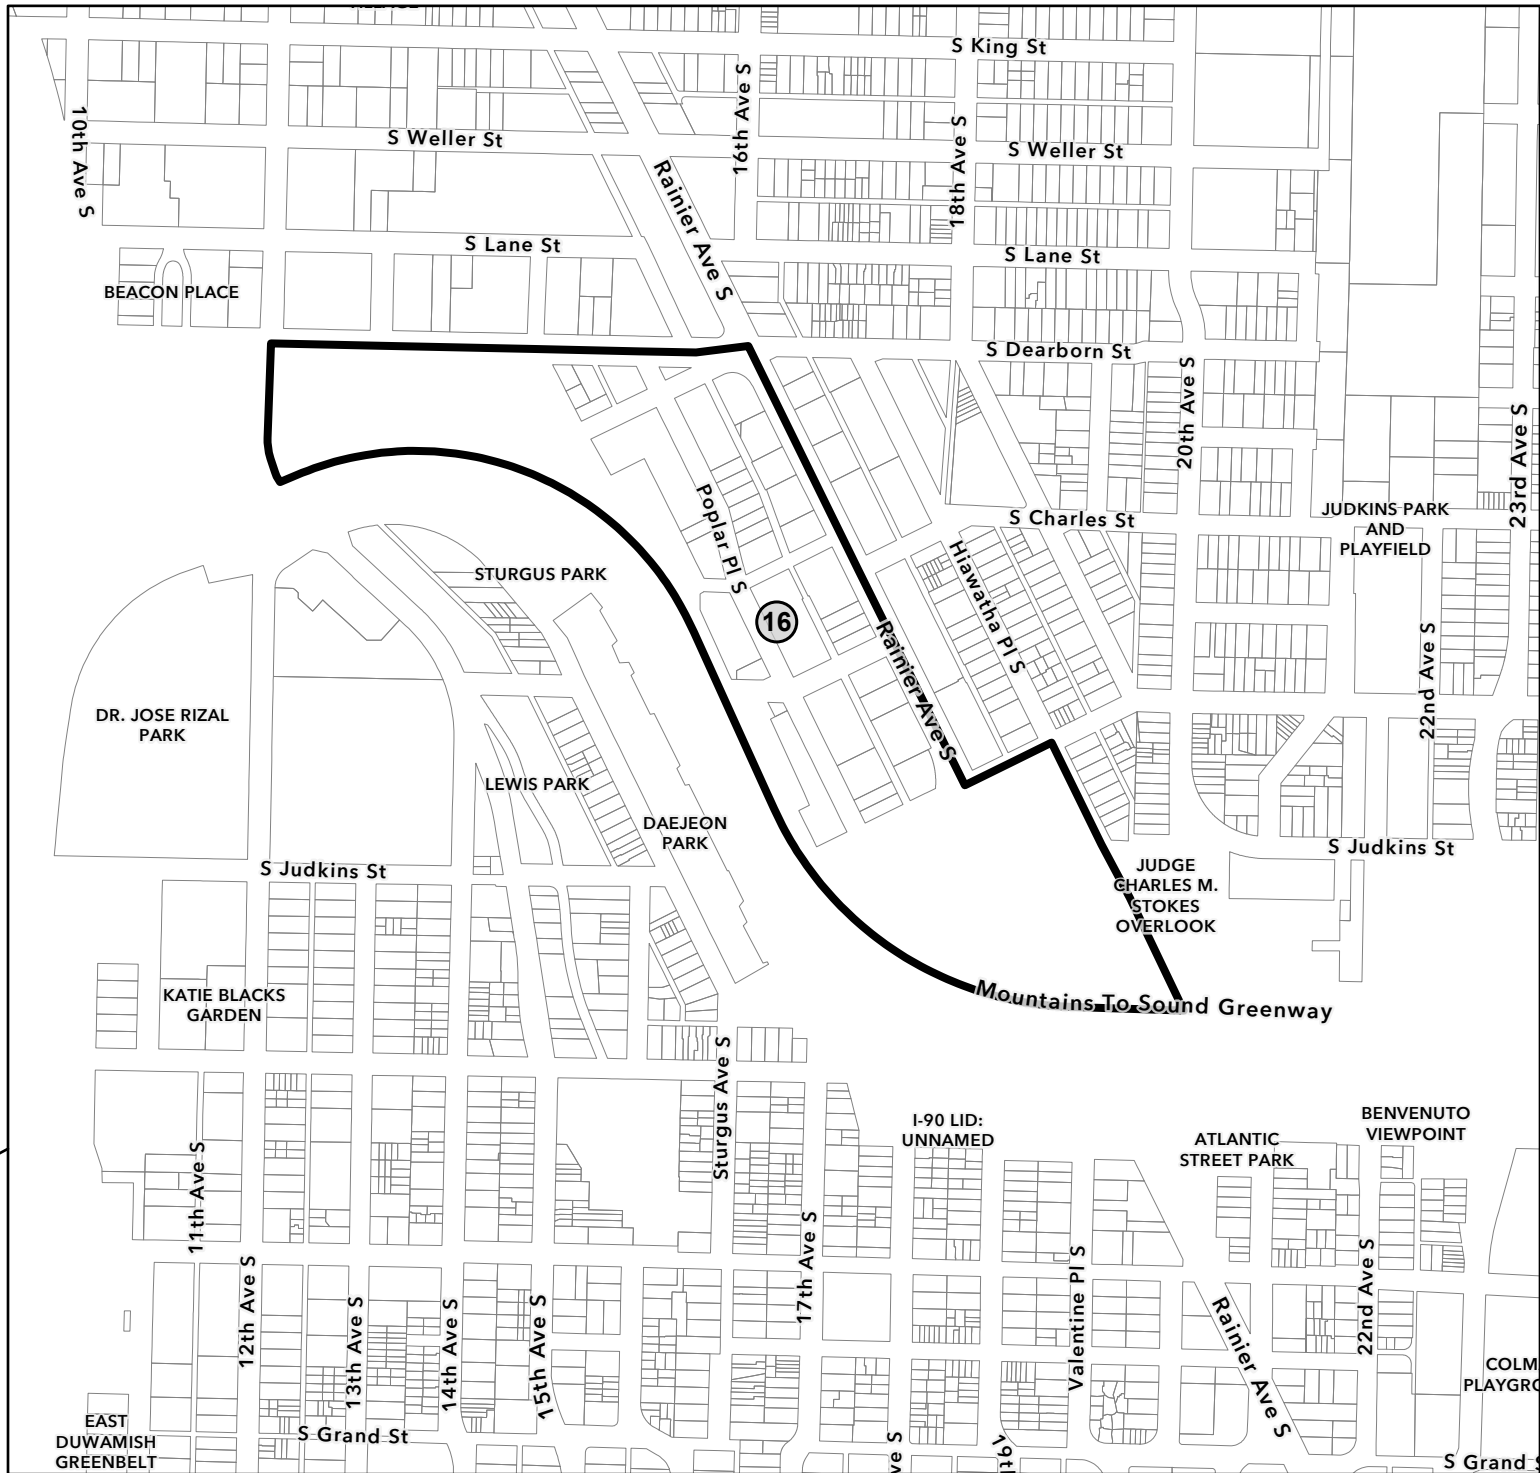 S King St
16th Ave S
10th Ave S
S Weller St
18th Ave S
S Weller St
Rainier Ave S
S Lane St
S Lane St
BEACON PLACE
S Dearborn St
20th Ave S
23rd Ave S
Poplar Pl S
S Charles St
JUDKINS PARK
AND
PLAYFIELD
Hiawatha Pl S
STURGUS PARK
16
Rainier Ave S
22nd Ave S
DR. JOSE RIZAL
PARK
LEWIS PARK
DAEJEON
PARK
S Judkins St
S Judkins St
JUDGE
CHARLES M.
STOKES
OVERLOOK
KATIE BLACKS
GARDEN
Mountains To Sound Greenway
Sturgus Ave S
I-90 LID:
UNNAMED
BENVENUTO
VIEWPOINT
ATLANTIC
STREET PARK
11th Ave S
17th Ave S
12th Ave S
13th Ave S
14th Ave S
15th Ave S
Valentine Pl S
22nd Ave S
Rainier Ave S
COLM
PLAYGRO
EAST
DUWAMISH
GREENBELT
S Grand St
ve S
19th
S Grand